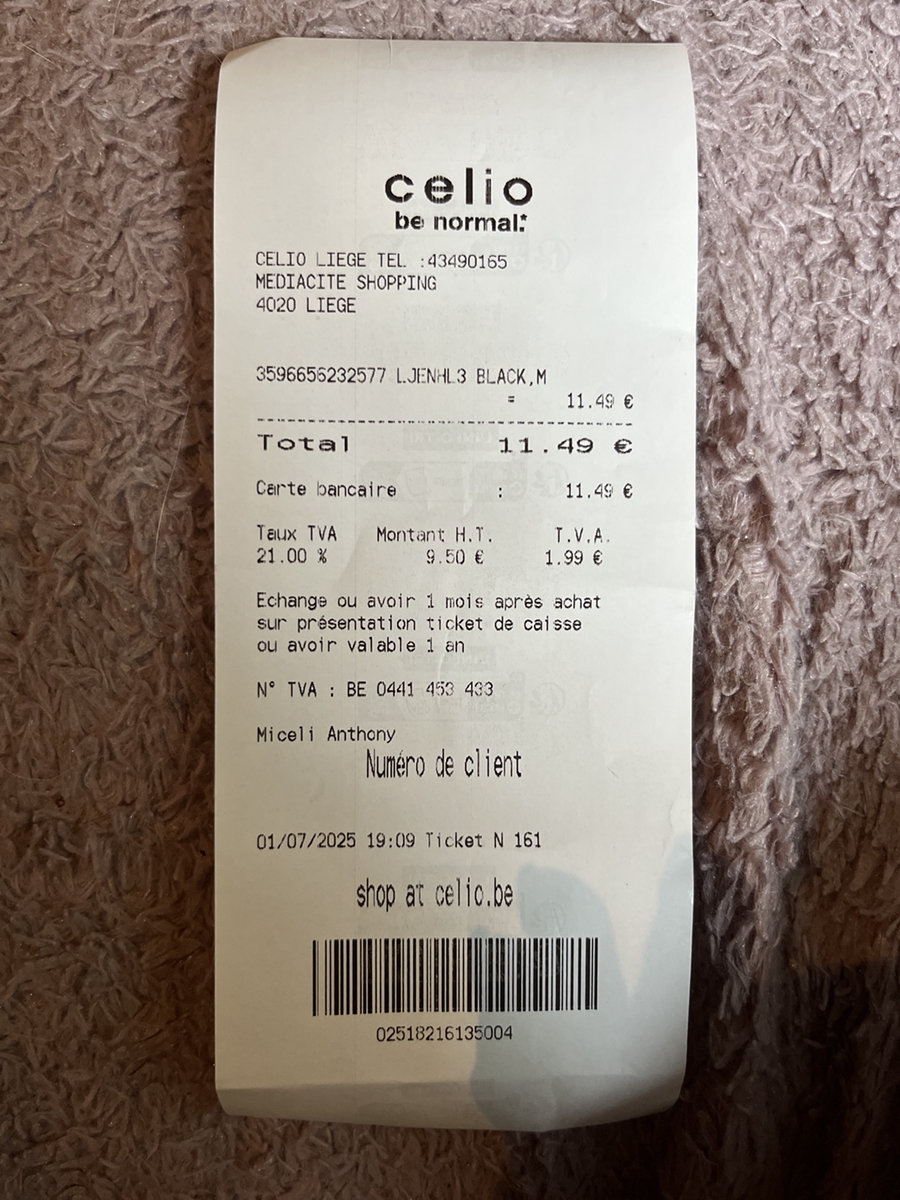 celio
be normal.*
CELIO LIEGE TEL :43490165
MEDIACITE SHOPPING
4020 LIEGE
3596656232577 LJENHL3 BLACK,M
= 11.49 €
Total 11.49 €
Carte bancaire : 11.49 €
Taux TVA Montant H.T. T.V.A.
21.00 % 9.50 € 1.99 €
Echange ou avoir 1 mois après achat
sur présentation ticket de caisse
ou avoir valable 1 an
N° TVA : BE 0441 453 433
Miceli Anthony
Numéro de client
01/07/2025 19:09 Ticket N 161
shop at celio.be
02518216135004